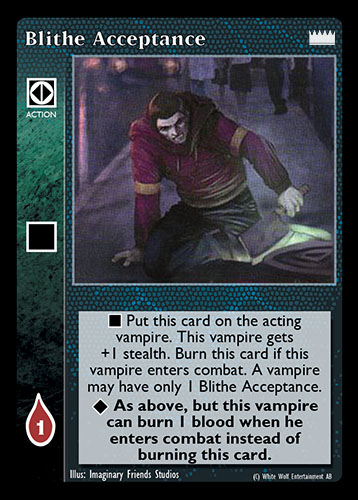 Blithe Acceptance
ACTION
Put this card on the acting
vampire. This vampire gets
+1 stealth. Burn this card if this
vampire enters combat. A vampire
may have only 1 Blithe Acceptance.
As above, but this vampire
can burn 1 blood when he
enters combat instead of
burning this card.
1
Illus: Imaginary Friends Studios
(C) White Wolf Entertainment AB